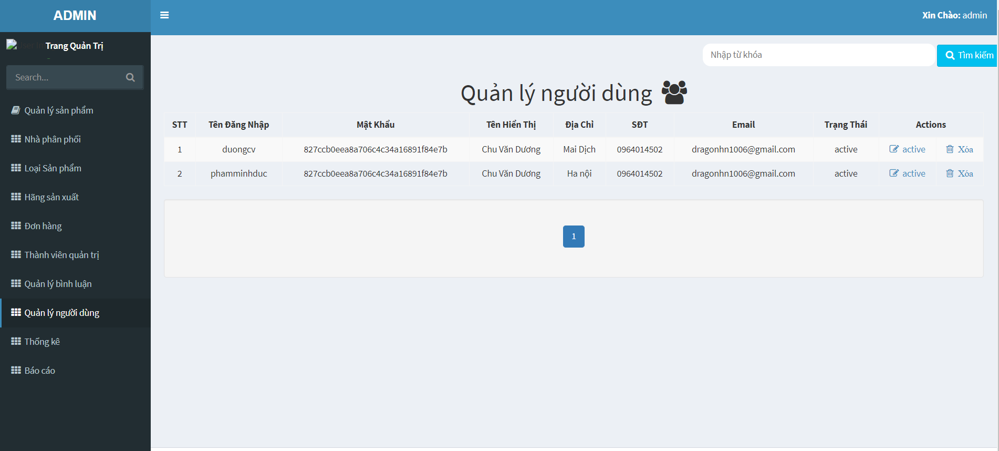 ADMIN
Xin Chào: admin
User Im
Trang Quản Trị
Search...
Quản lý sản phẩm
Nhà phân phối
Loại Sản phẩm
Hãng sản xuất
Đơn hàng
Thành viên quản trị
Quản lý bình luận
Quản lý người dùng
Thống kê
Báo cáo
Nhập từ khóa
Tìm kiếm
Quản lý người dùng
STT Tên Đăng Nhập Mật Khẩu Tên Hiển Thị Địa Chỉ SĐT Email Trạng Thái Actions
1 duongcv 827ccb0eea8a706c4c34a16891f84e7b Chu Văn Dương Mai Dịch 0964014502 dragonhn1006@gmail.com active active Xóa
2 phamminhduc 827ccb0eea8a706c4c34a16891f84e7b Chu Văn Dương Ha nội 0964014502 dragonhn1006@gmail.com active active Xóa
1